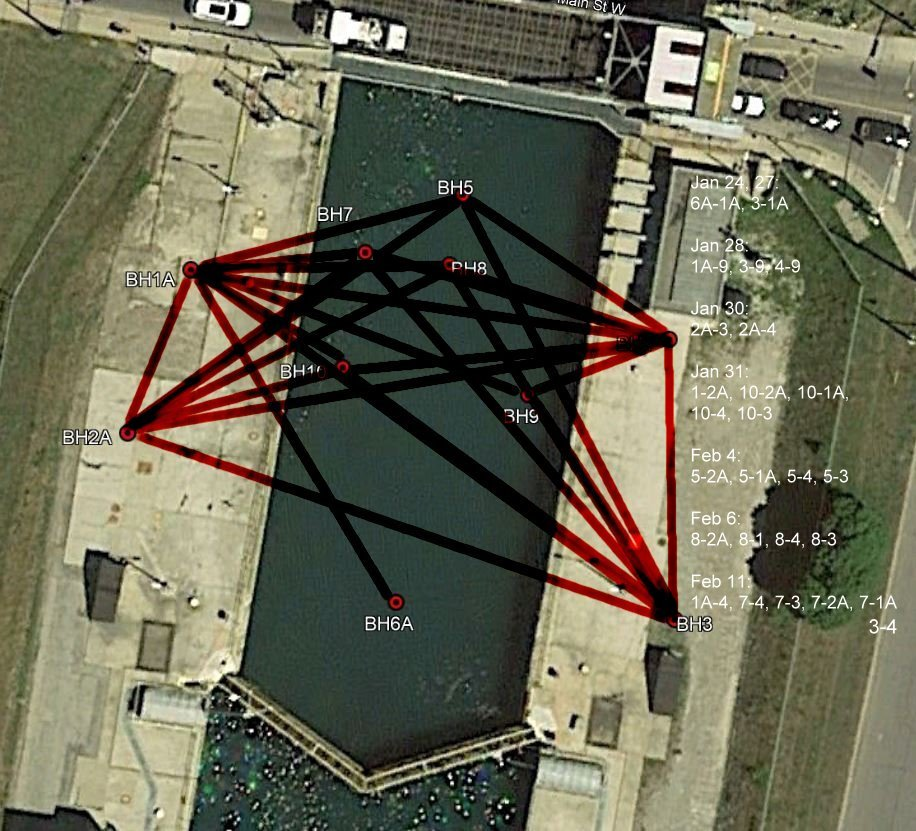 Main St W
BH5
BH7
BH8
BH1A
BH10
BH9
BH2A
BH6A
BH3
Jan 24, 27:
6A-1A, 3-1A
Jan 28:
1A-9, 3-9, 4-9
Jan 30:
2A-3, 2A-4
Jan 31:
1-2A, 10-2A, 10-1A,
10-4, 10-3
Feb 4:
5-2A, 5-1A, 5-4, 5-3
Feb 6:
8-2A, 8-1, 8-4, 8-3
Feb 11:
1A-4, 7-4, 7-3, 7-2A, 7-1A
3-4